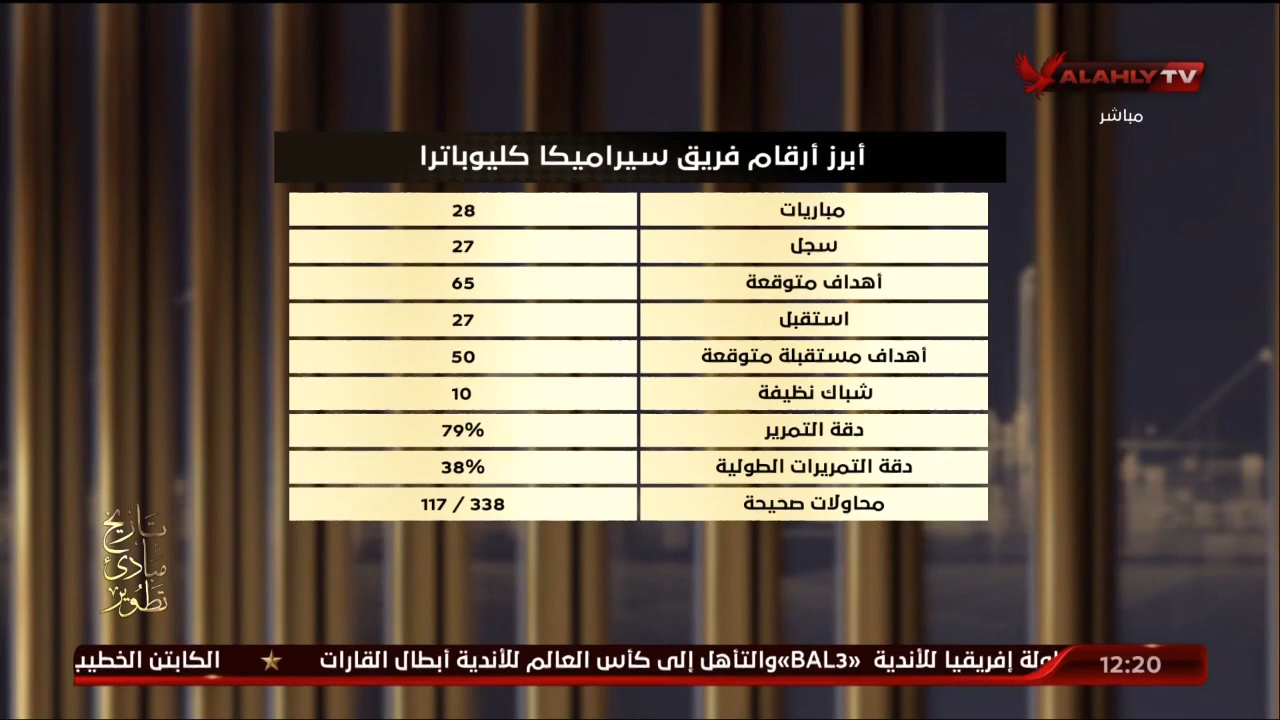 ALAHLY TV
مباشر
أبرز أرقام فريق سيراميكا كليوباترا
مباريات 28
سجل 27
أهداف متوقعة 65
استقبل 27
أهداف مستقبلة متوقعة 50
شباك نظيفة 10
دقة التمرير 79%
دقة التمريرات الطولية 38%
محاولات صحيحة 117 / 338
تاريخ
مبادئ
تطوير
إفريقيا للأندية «BAL3» والتأهل إلى كأس العالم للأندية أبطال القارات ★ الكابتن الخطيب
12:20